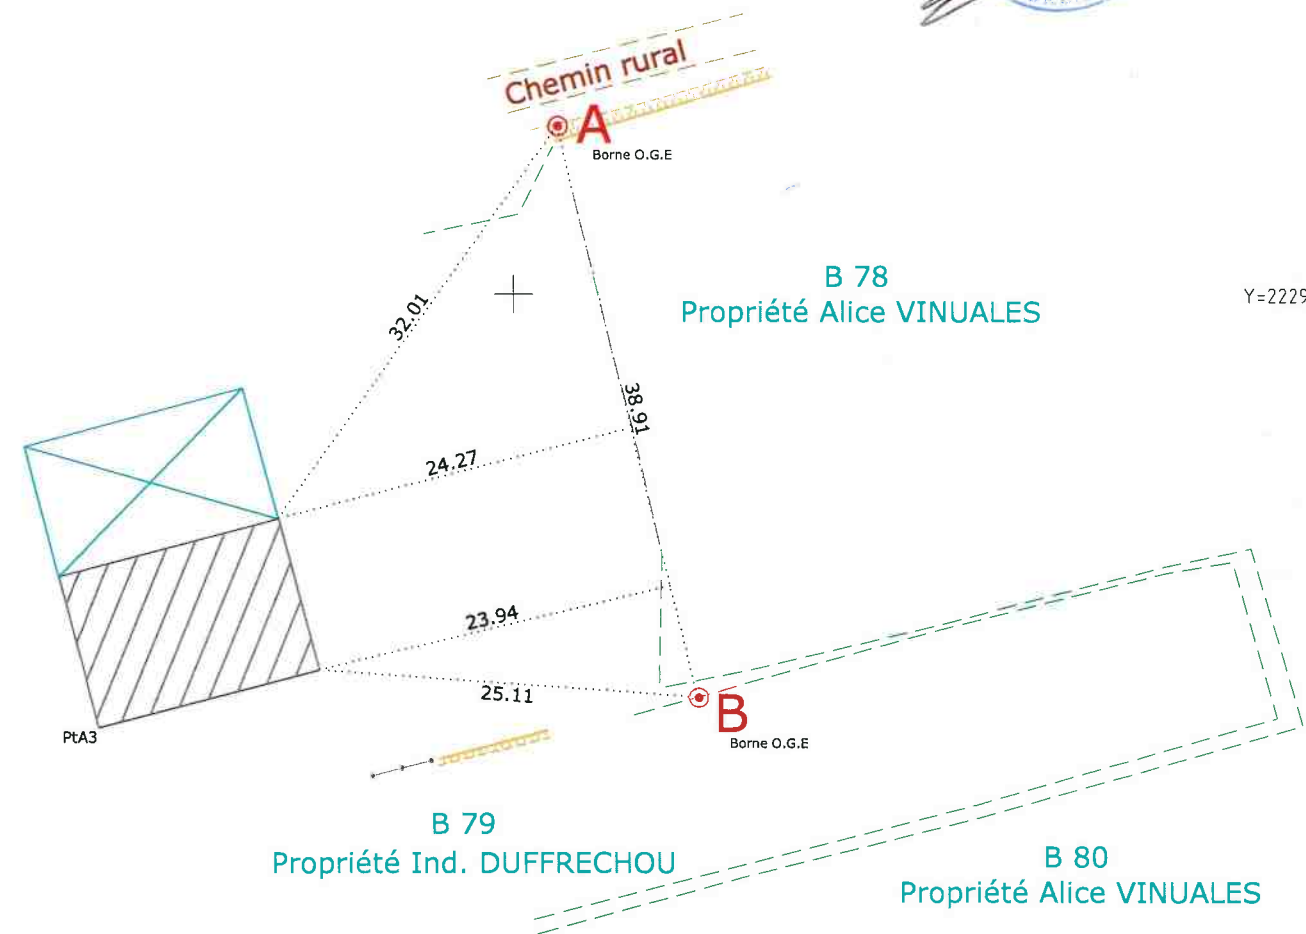 Chemin rural
A
Borne O.G.E
B 78
Propriété Alice VINUALES
Y=2229
32.01
38.91
24.27
23.94
25.11
B
Borne O.G.E
PtA3
B 79
Propriété Ind. DUFFRECHOU
B 80
Propriété Alice VINUALES